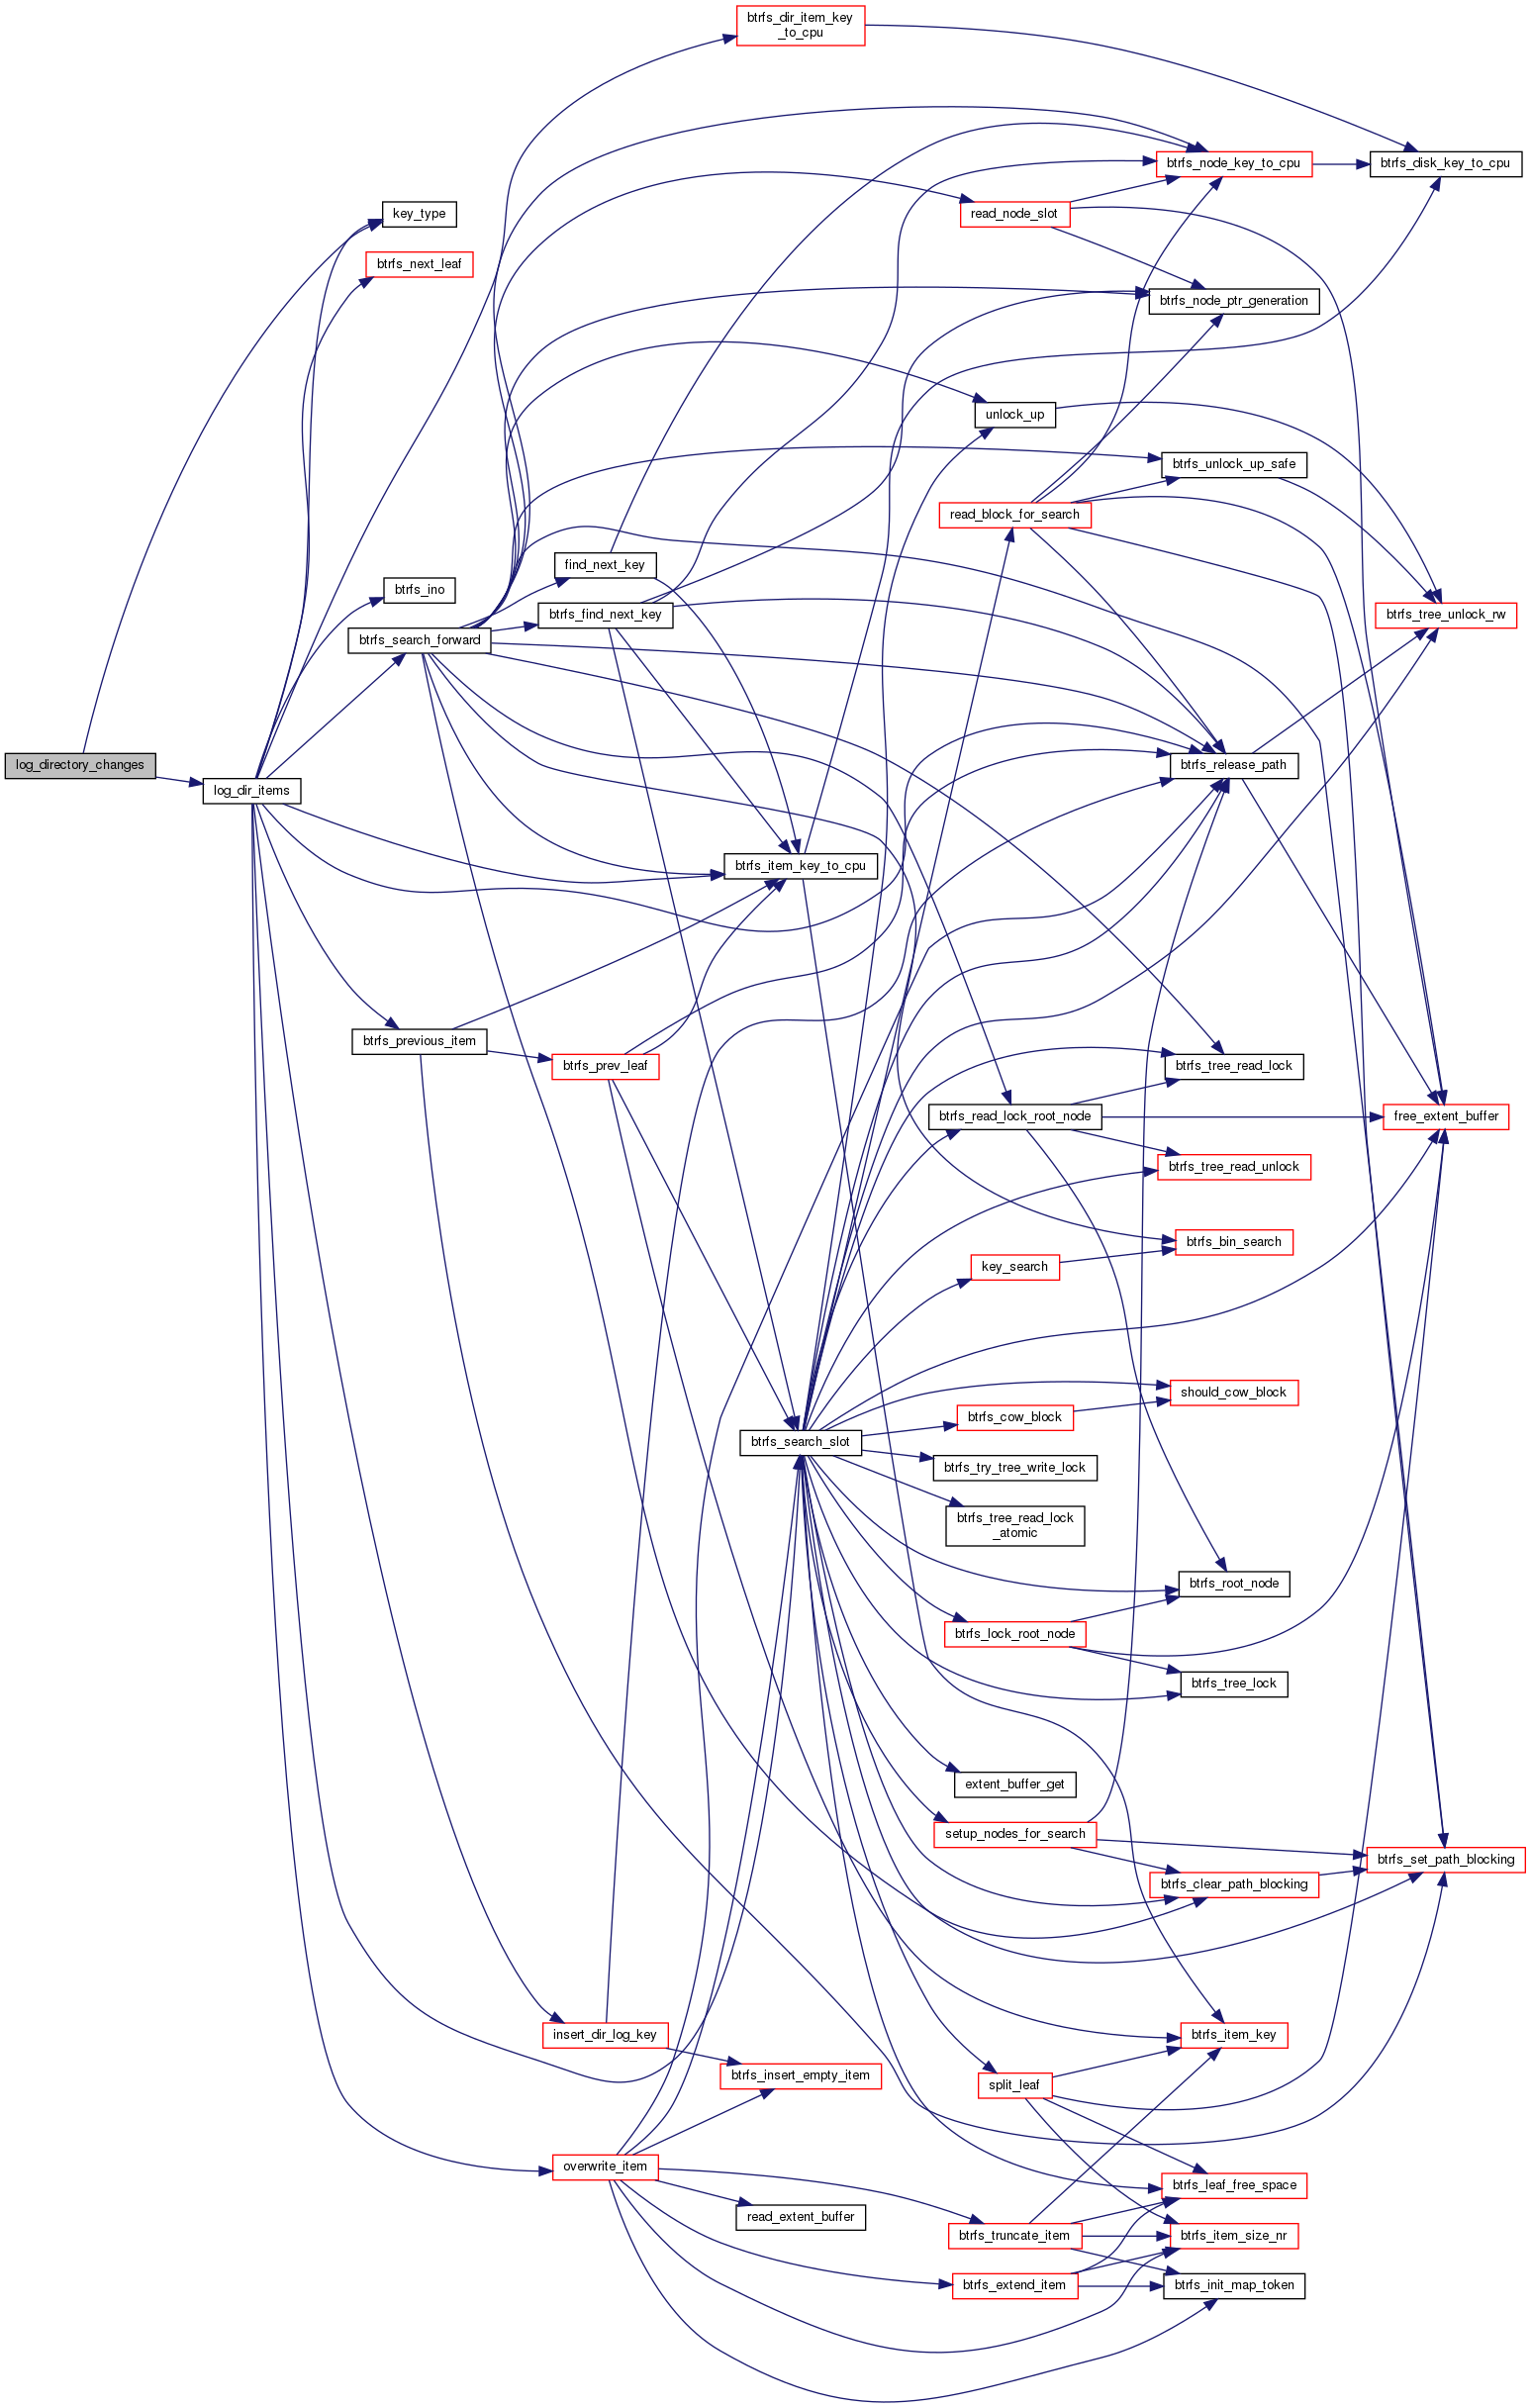 btrfs_dir_item_key
_to_cpu
btrfs_node_key_to_cpu
btrfs_disk_key_to_cpu
key_type
read_node_slot
btrfs_next_leaf
btrfs_node_ptr_generation
unlock_up
btrfs_unlock_up_safe
read_block_for_search
find_next_key
btrfs_ino
btrfs_find_next_key
btrfs_tree_unlock_rw
btrfs_search_forward
log_directory_changes
btrfs_release_path
log_dir_items
btrfs_item_key_to_cpu
btrfs_previous_item
btrfs_prev_leaf
btrfs_tree_read_lock
btrfs_read_lock_root_node
free_extent_buffer
btrfs_tree_read_unlock
btrfs_bin_search
key_search
should_cow_block
btrfs_cow_block
btrfs_search_slot
btrfs_try_tree_write_lock
btrfs_tree_read_lock
_atomic
btrfs_root_node
btrfs_lock_root_node
btrfs_tree_lock
extent_buffer_get
setup_nodes_for_search
btrfs_set_path_blocking
btrfs_clear_path_blocking
insert_dir_log_key
btrfs_item_key
btrfs_insert_empty_item
split_leaf
overwrite_item
btrfs_leaf_free_space
read_extent_buffer
btrfs_truncate_item
btrfs_item_size_nr
btrfs_extend_item
btrfs_init_map_token